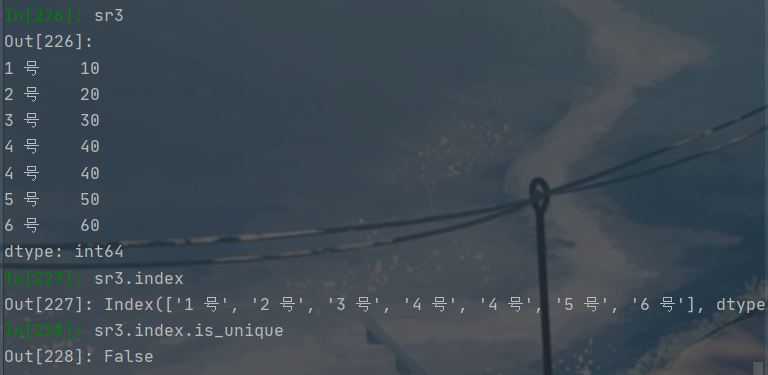 In[226]: sr3
Out[226]:
1 号    10
2 号    20
3 号    30
4 号    40
4 号    40
5 号    50
6 号    60
dtype: int64
In[227]: sr3.index
Out[227]: Index(['1 号', '2 号', '3 号', '4 号', '4 号', '5 号', '6 号'], dtype
In[228]: sr3.index.is_unique
Out[228]: False